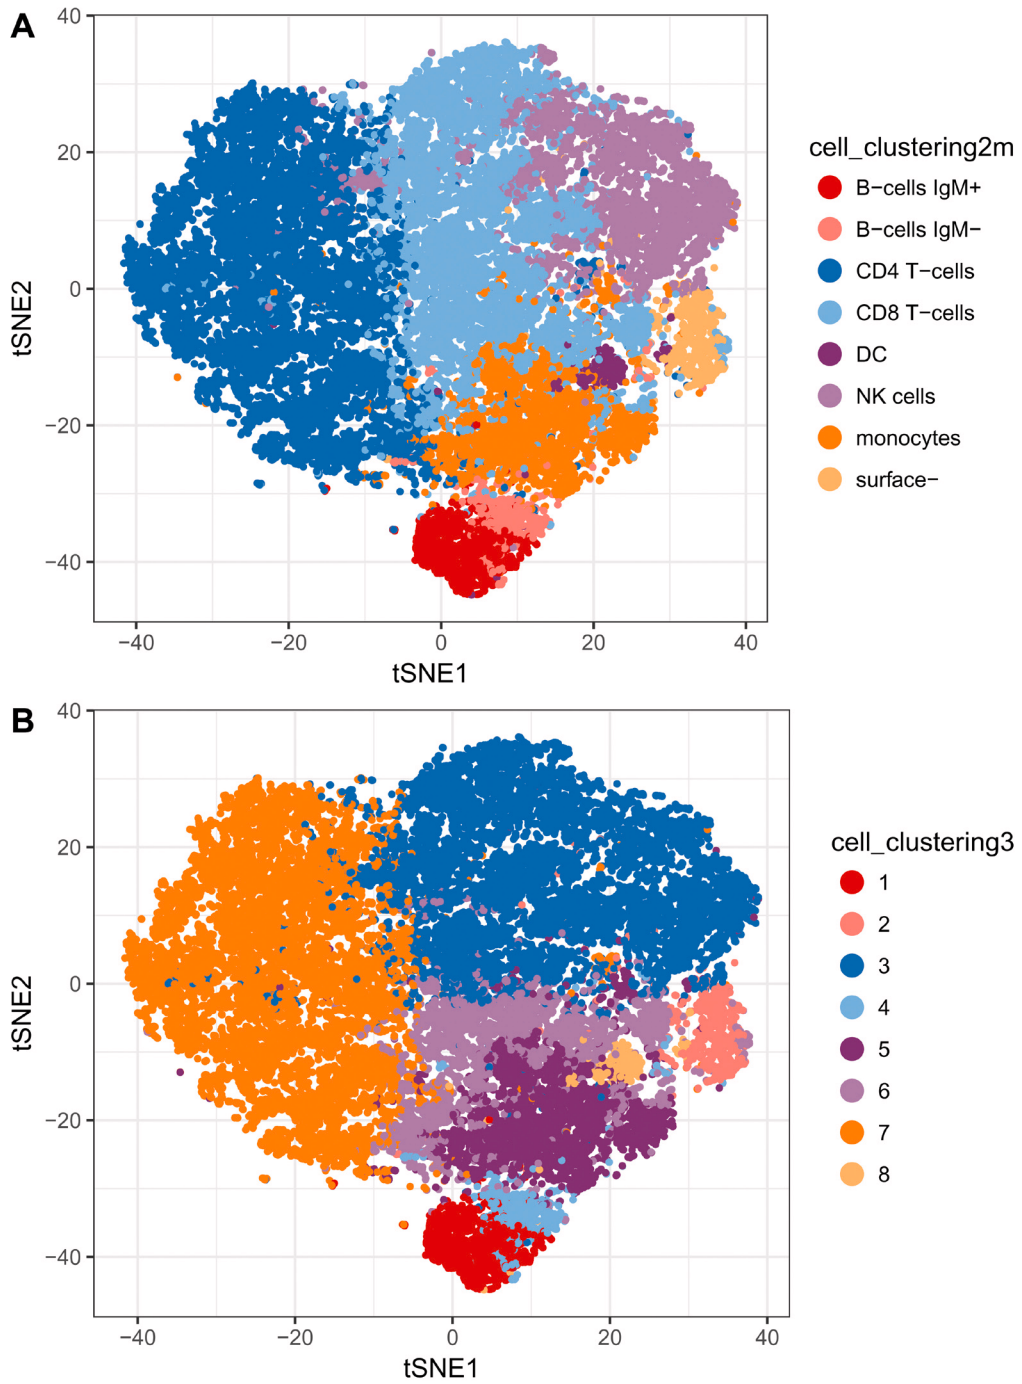 A
40
20
0
−20
−40
tSNE2
−40 −20 0 20 40
tSNE1
cell_clustering2m
B−cells IgM+
B−cells IgM−
CD4 T−cells
CD8 T−cells
DC
NK cells
monocytes
surface−
B
40
20
0
−20
−40
tSNE2
−40 −20 0 20 40
tSNE1
cell_clustering3
1
2
3
4
5
6
7
8